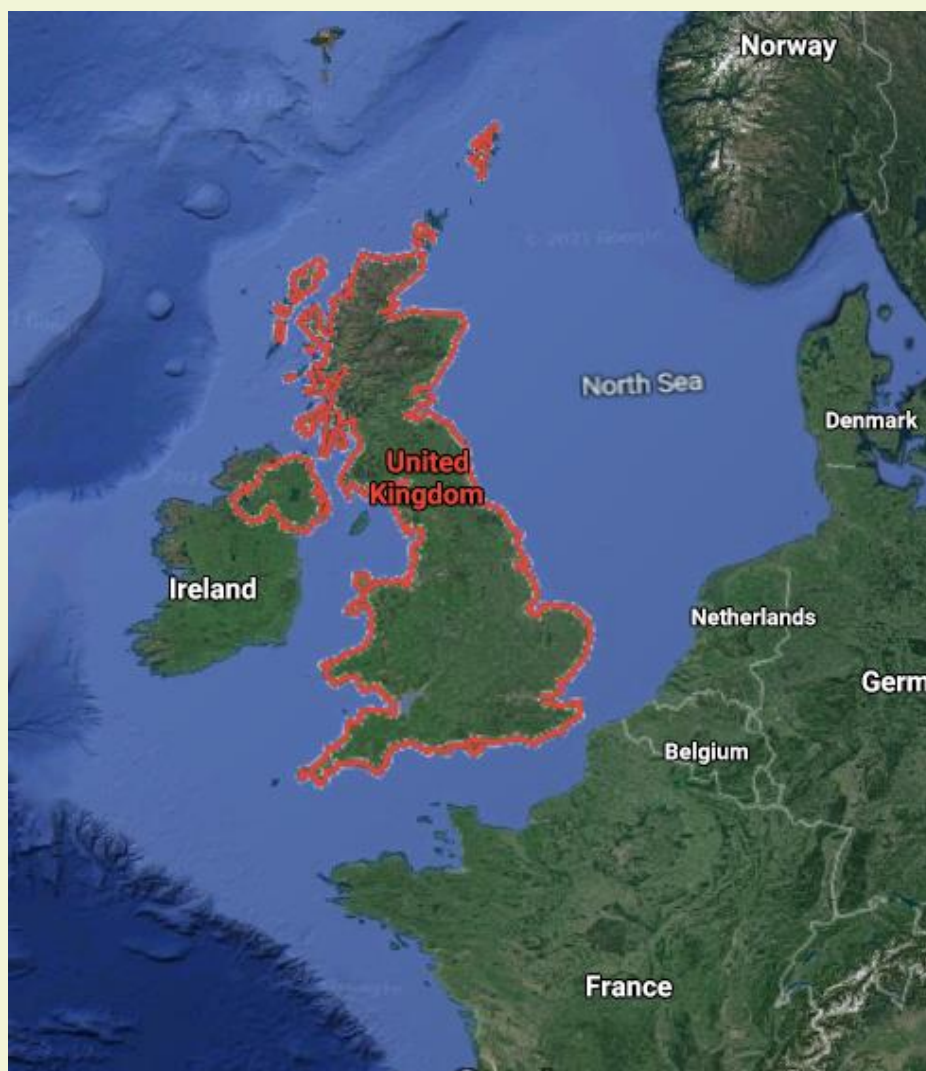 Norway
North Sea
Denmark
United
Kingdom
Ireland
Netherlands
Germ
Belgium
France